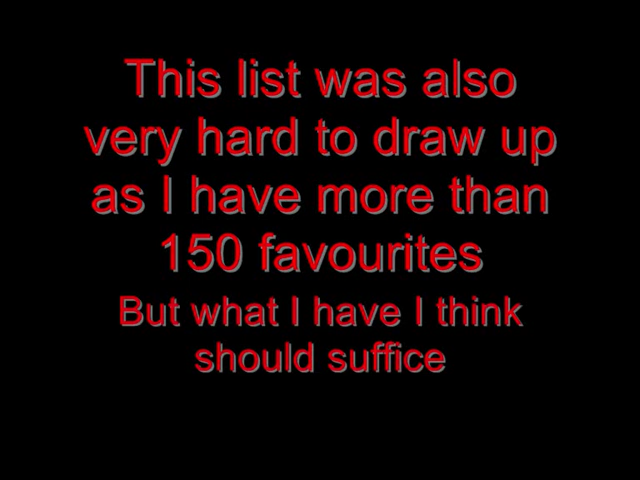 This list was also
very hard to draw up
as I have more than
150 favourites
But what I have I think
should suffice